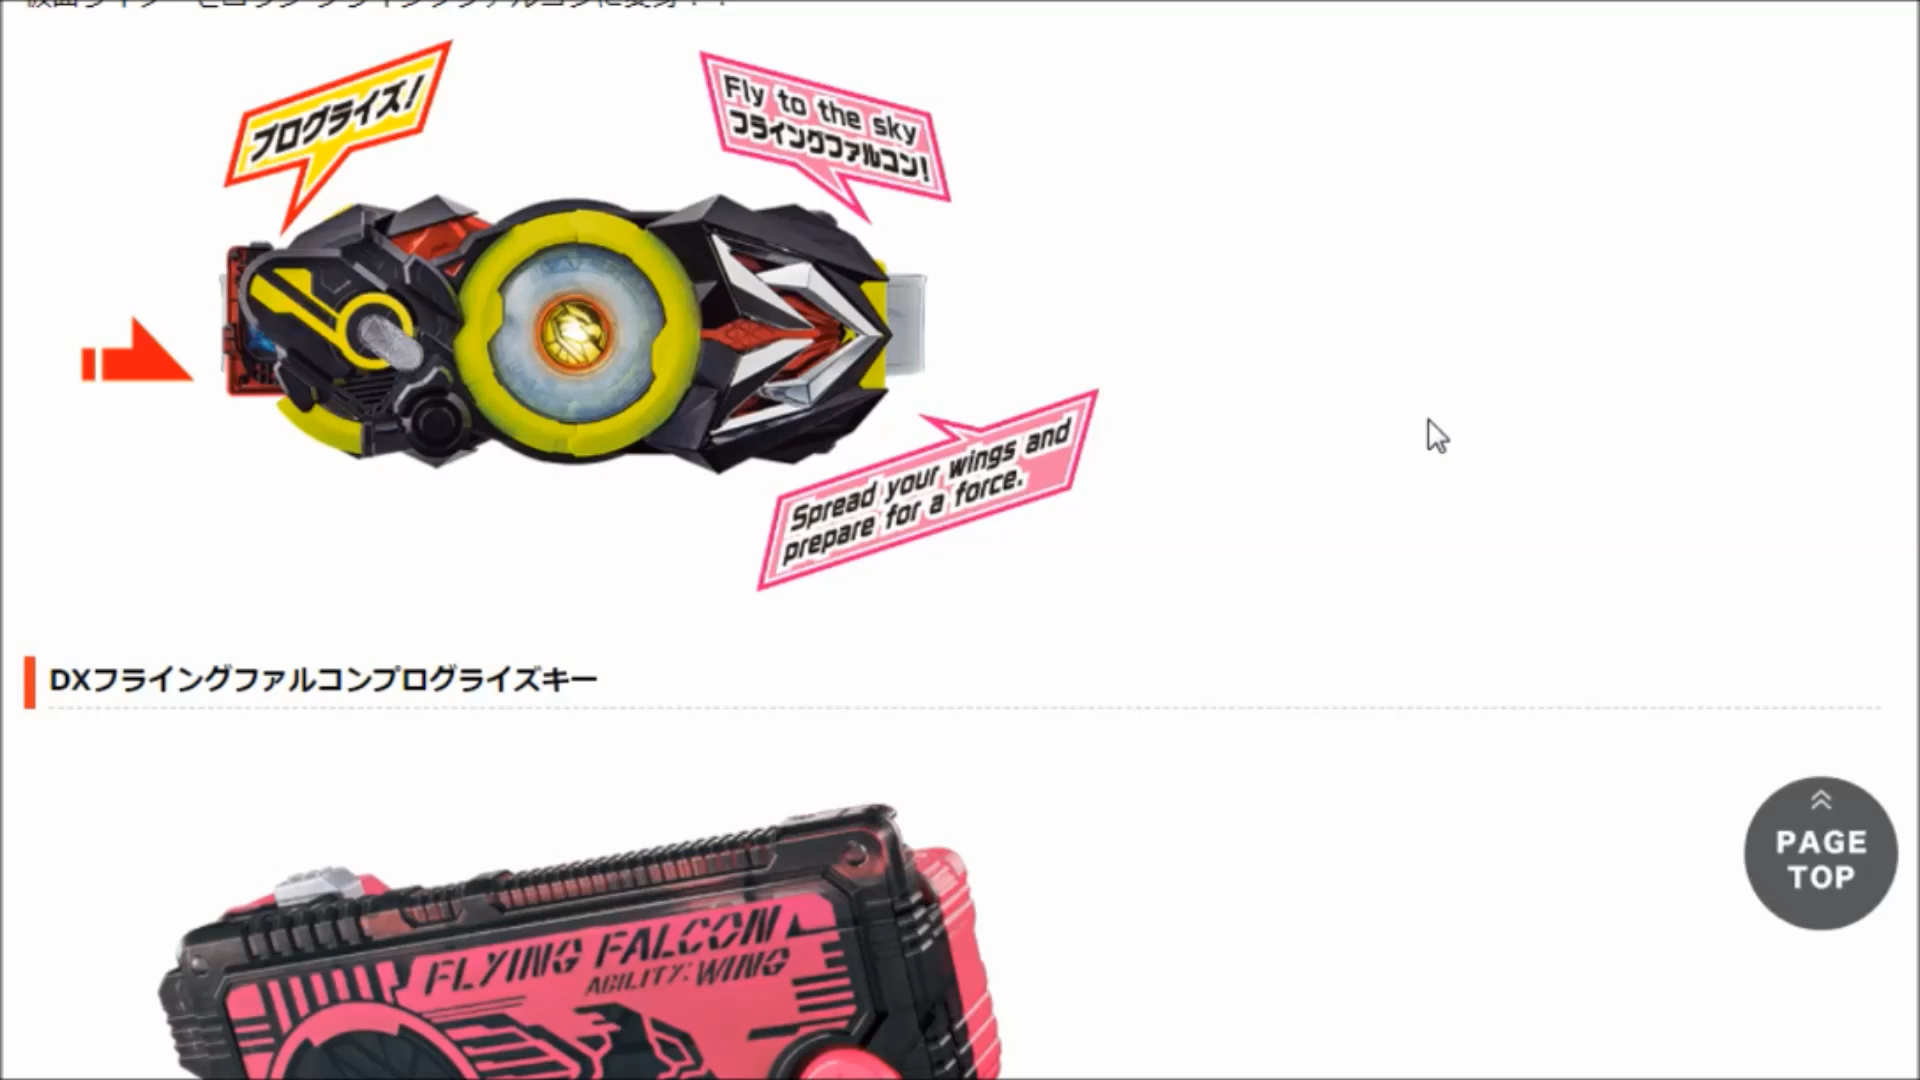 プログライズ!
Fly to the sky
フライングファルコン!
Spread your wings and
prepare for a force.
DXフライングファルコンプログライズキー
PAGE
TOP
FLYING FALCON
ABILITY: WING